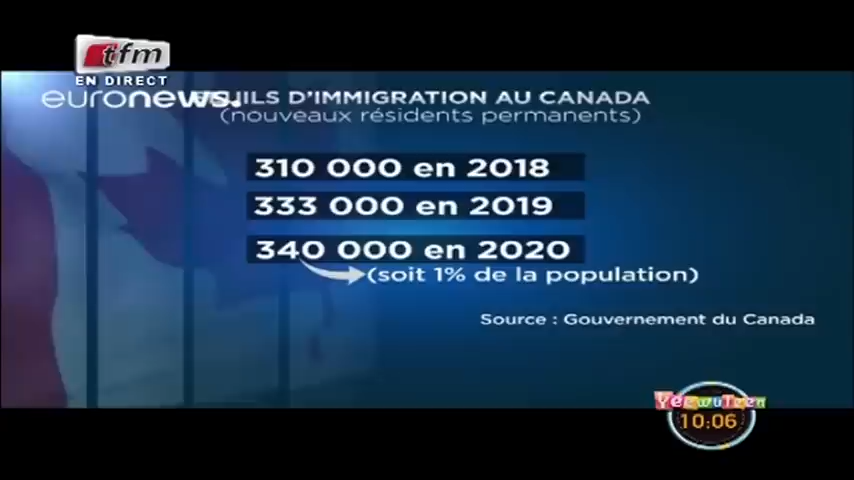 tfm
EN DIRECT
euronews.
D'IMMIGRATION AU CANADA
(nouveaux résidents permanents)
310 000 en 2018
333 000 en 2019
340 000 en 2020
(soit 1% de la population)
Source : Gouvernement du Canada
YeewuTeen
10:06